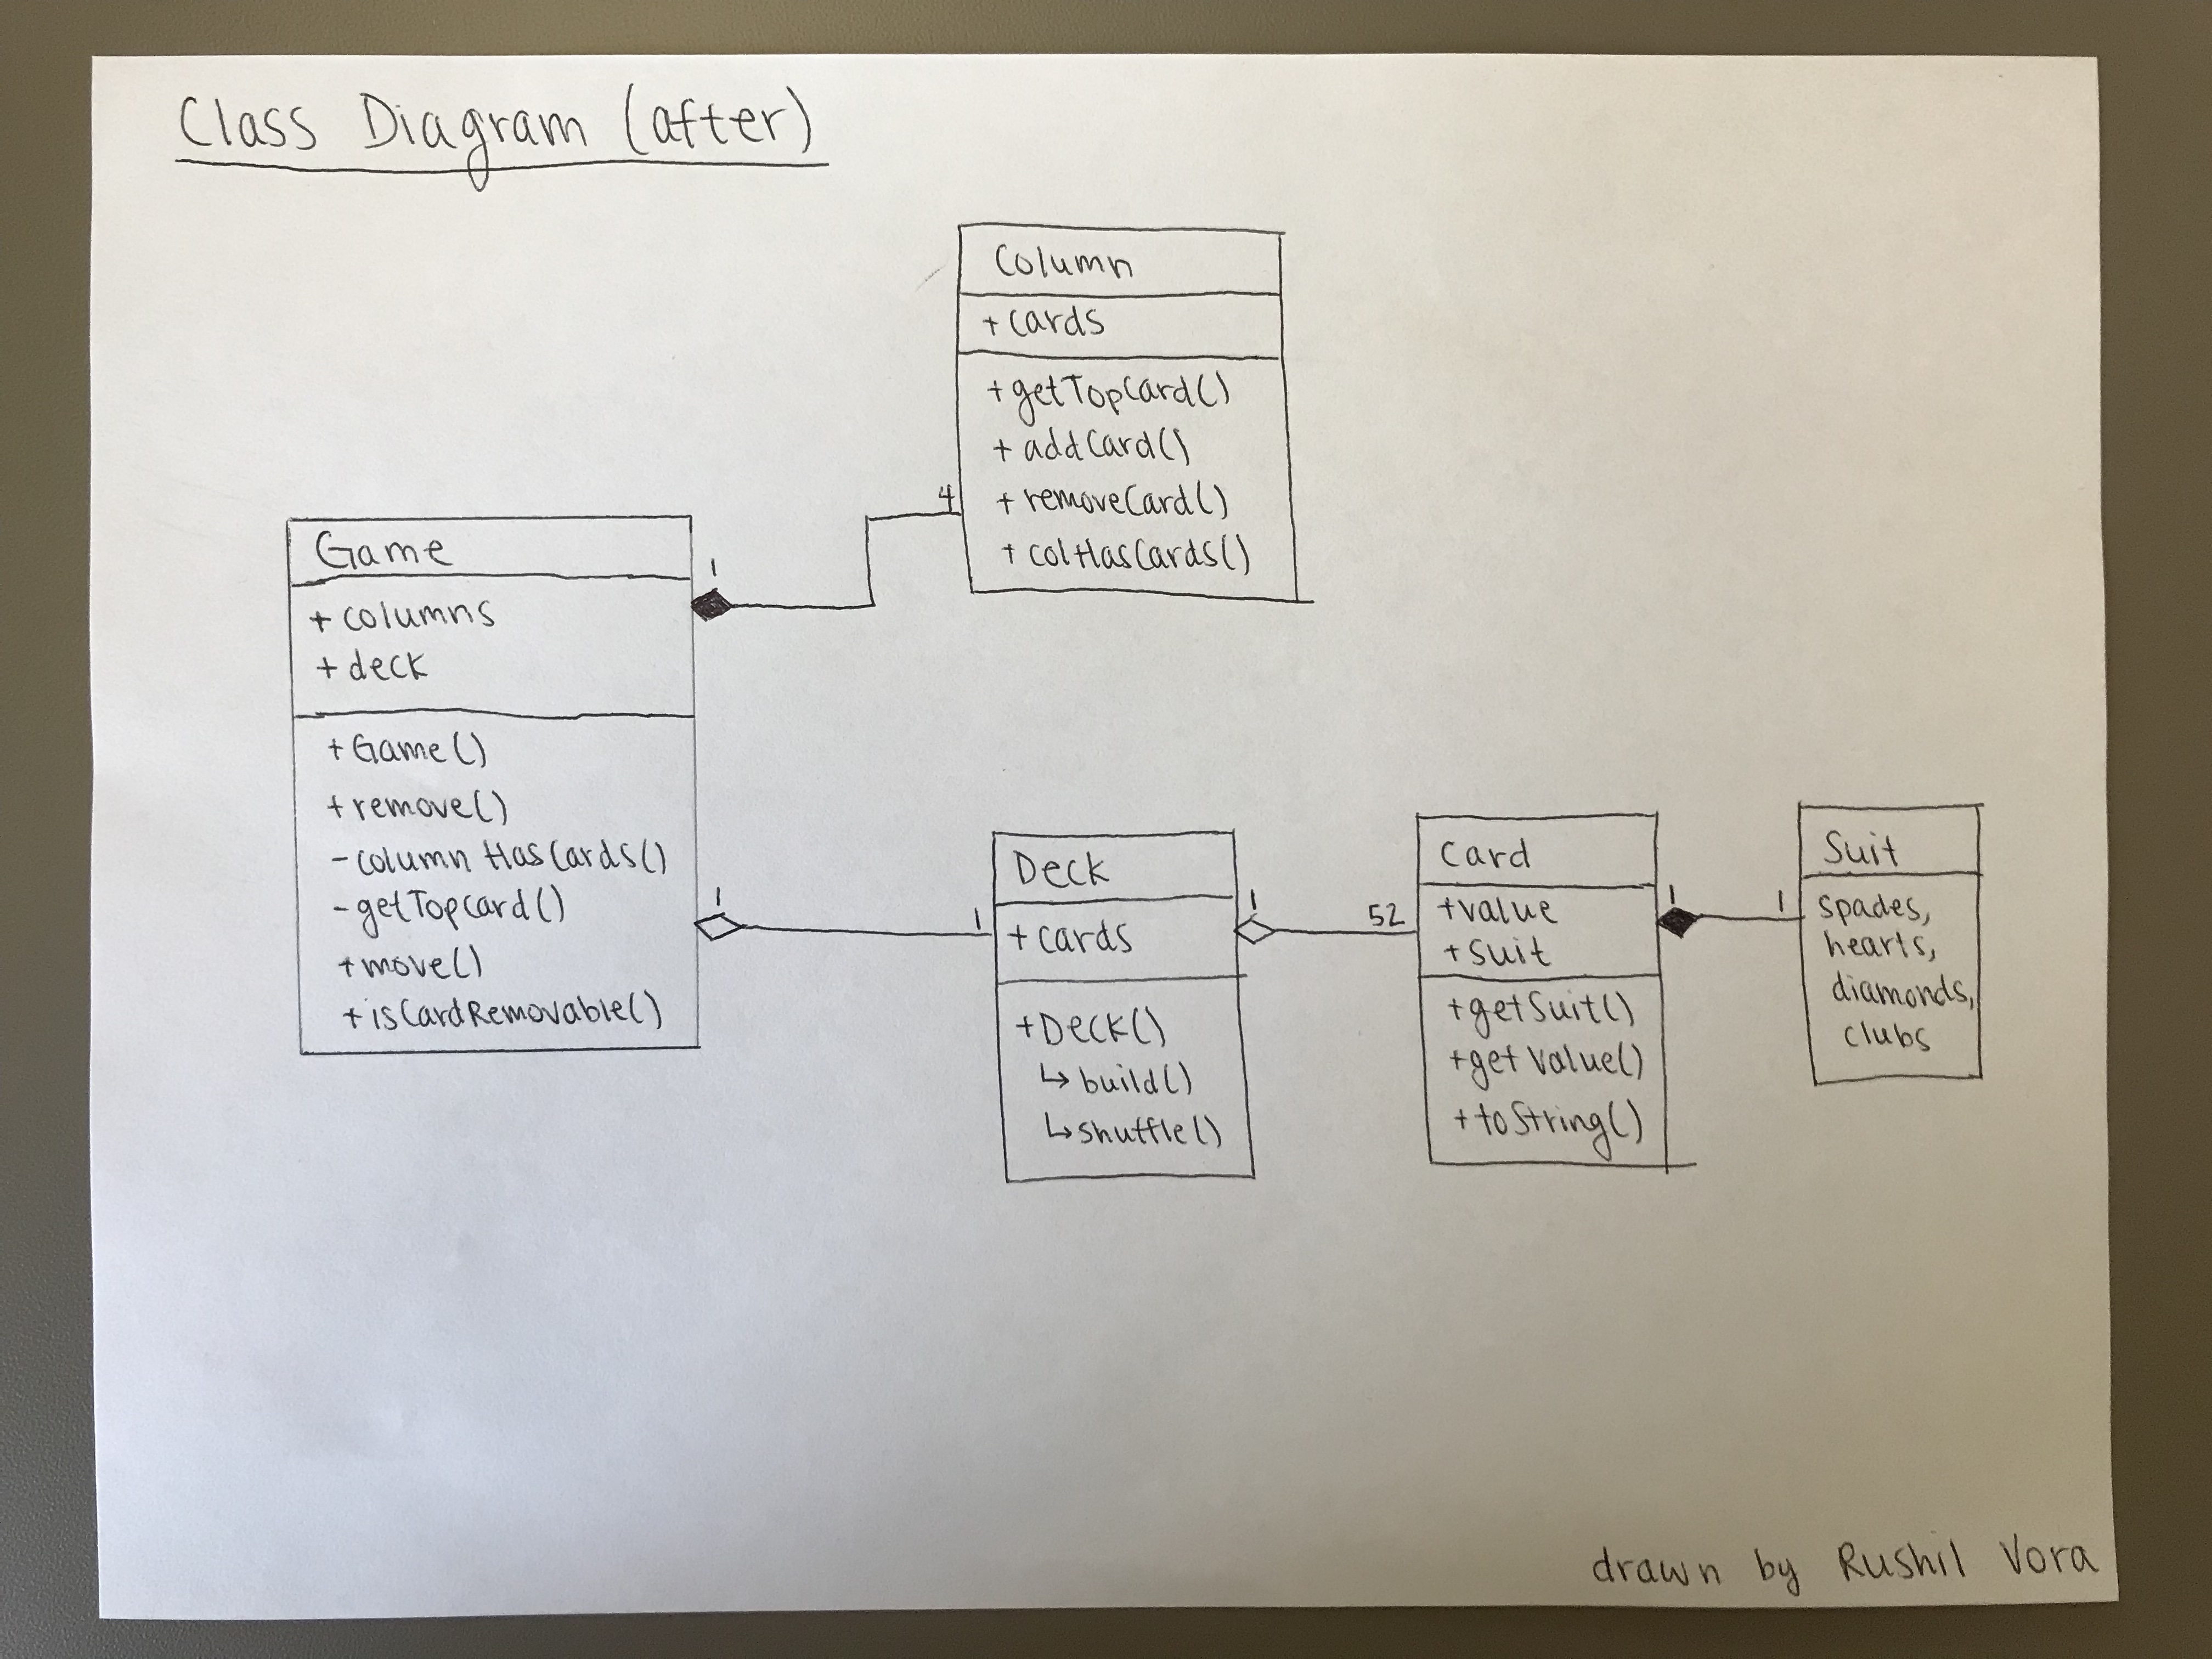 Class Diagram (after)
Column
+ cards
+ getTopCard()
+ addCard()
+ removeCard()
+ colHasCards()
4
1
Game
+ columns
+ deck
+ Game()
+ remove()
- columnHasCards()
- getTopCard()
+ move()
+ isCardRemovable()
1
1
Deck
+ cards
+ Deck()
↳ build()
↳ shuffle()
1
52
Card
+ value
+ suit
+ getSuit()
+ getValue()
+ toString()
1
1
Suit
spades,
hearts,
diamonds,
clubs
drawn by Rushil Vora